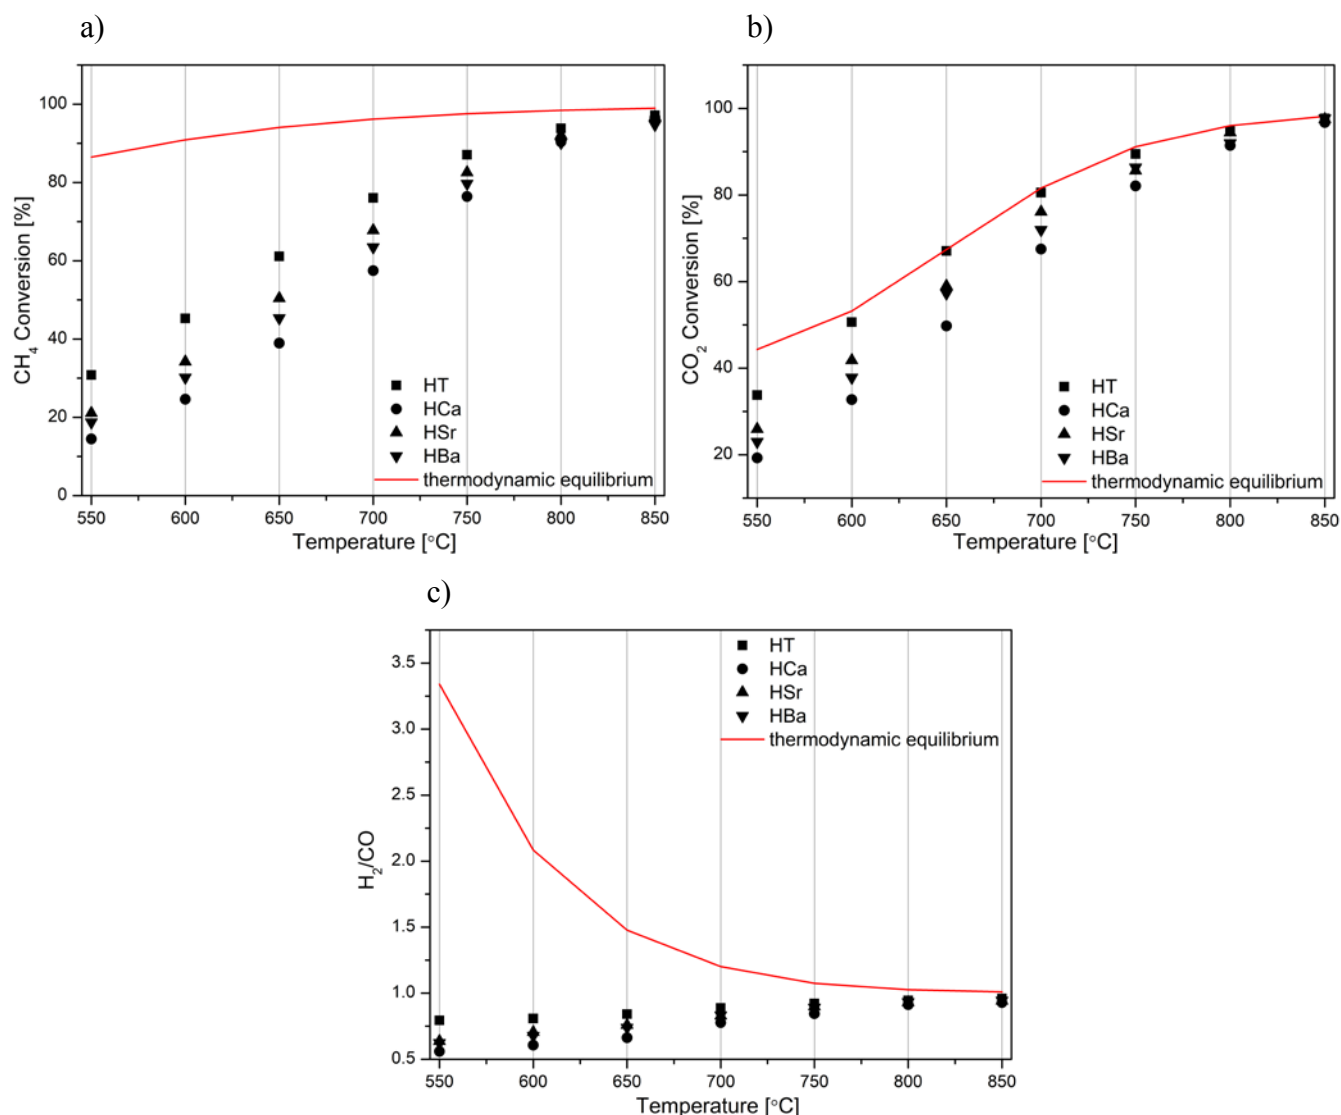 a)
CH₄ Conversion [%]
100
80
60
40
20
0
HT
HCa
HSr
HBa
thermodynamic equilibrium
550 600 650 700 750 800 850
Temperature [°C]
b)
CO₂ Conversion [%]
100
80
60
40
20
HT
HCa
HSr
HBa
thermodynamic equilibrium
550 600 650 700 750 800 850
Temperature [°C]
c)
H₂/CO
3.5
3.0
2.5
2.0
1.5
1.0
0.5
HT
HCa
HSr
HBa
thermodynamic equilibrium
550 600 650 700 750 800 850
Temperature [°C]